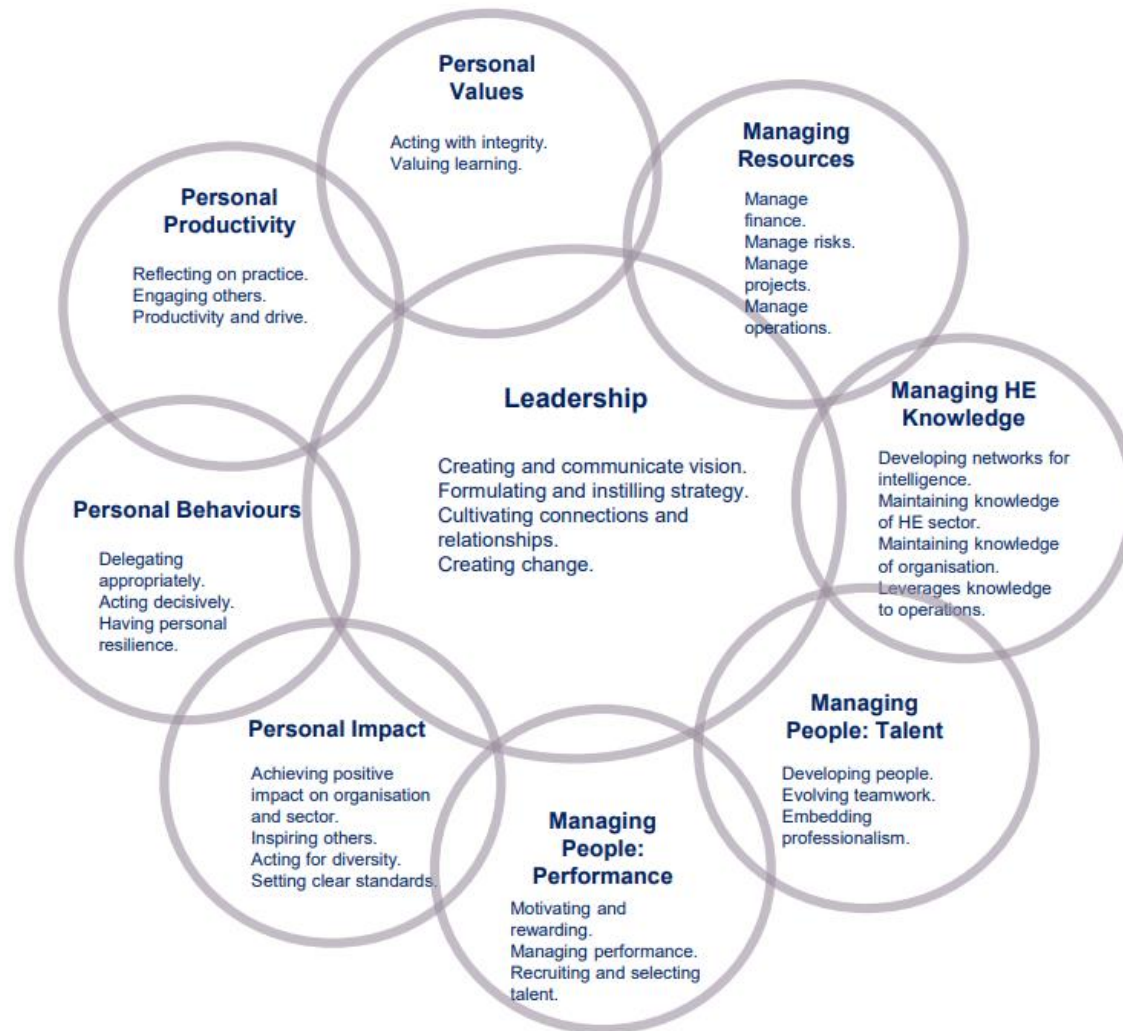 Personal
Values
Acting with integrity.
Valuing learning.
Managing
Resources
Manage
finance.
Manage risks.
Manage
projects.
Manage
operations.
Personal
Productivity
Reflecting on practice.
Engaging others.
Productivity and drive.
Leadership
Creating and communicate vision.
Formulating and instilling strategy.
Cultivating connections and
relationships.
Creating change.
Managing HE
Knowledge
Developing networks for
intelligence.
Maintaining knowledge
of HE sector.
Maintaining knowledge
of organisation.
Leverages knowledge
to operations.
Personal Behaviours
Delegating
appropriately.
Acting decisively.
Having personal
resilience.
Managing
People: Talent
Developing people.
Evolving teamwork.
Embedding
professionalism.
Personal Impact
Achieving positive
impact on organisation
and sector.
Inspiring others.
Acting for diversity.
Setting clear standards.
Managing
People:
Performance
Motivating and
rewarding.
Managing performance.
Recruiting and selecting
talent.